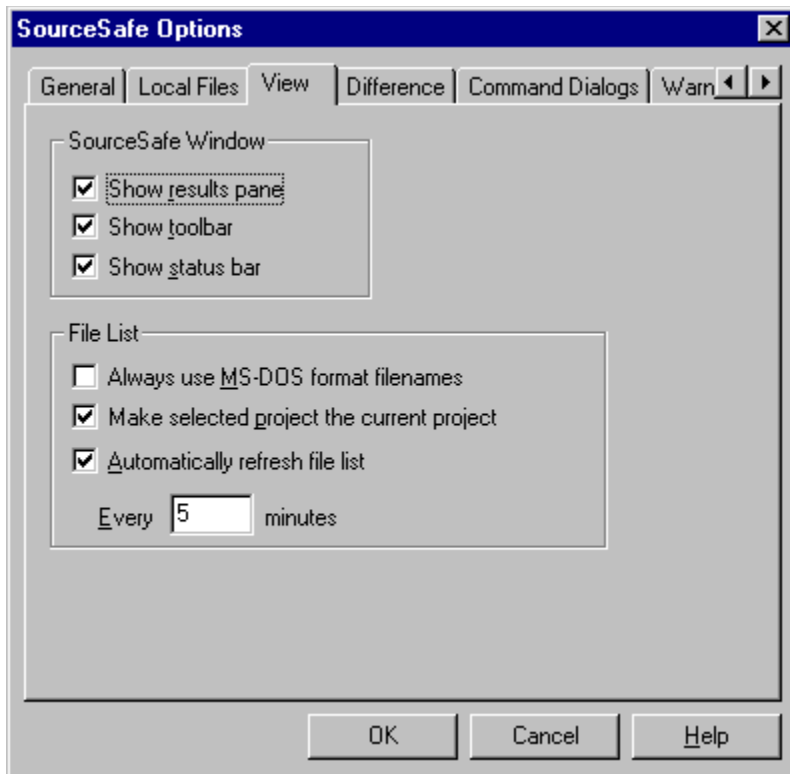 SourceSafe Options
General Local Files View Difference Command Dialogs Warn
SourceSafe Window
Show results pane
Show toolbar
Show status bar
File List
Always use MS-DOS format filenames
Make selected project the current project
Automatically refresh file list
Every 5 minutes
OK Cancel Help